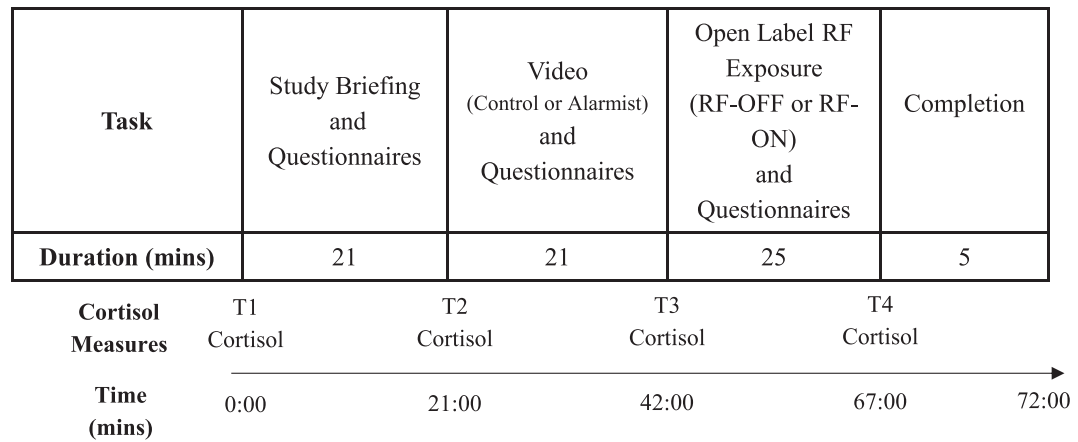 Task
Study Briefing
and
Questionnaires
Video
(Control or Alarmist)
and
Questionnaires
Open Label RF
Exposure
(RF-OFF or RF-
ON)
and
Questionnaires
Completion
Duration (mins) 21 21 25 5
Cortisol
Measures
T1
Cortisol
T2
Cortisol
T3
Cortisol
T4
Cortisol
Time
(mins)
0:00 21:00 42:00 67:00 72:00